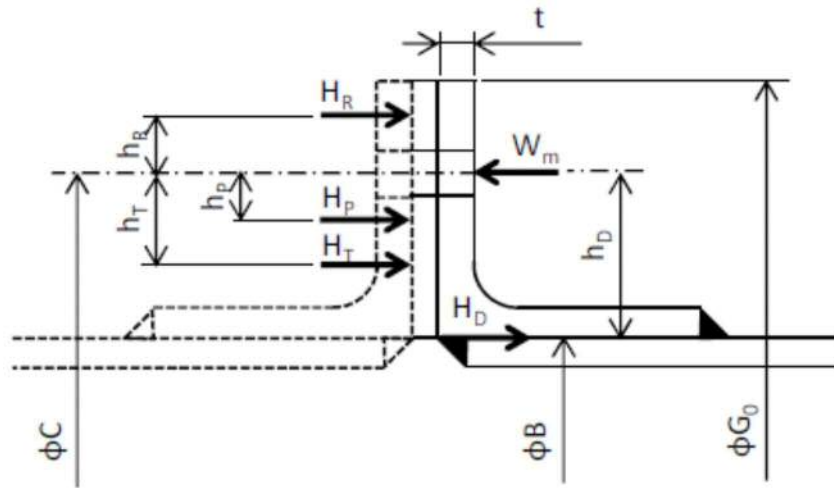 t
H_R
h_R
W_m
h_P
h_T
H_P
H_T
h_D
H_D
ϕC
ϕB
ϕG_0